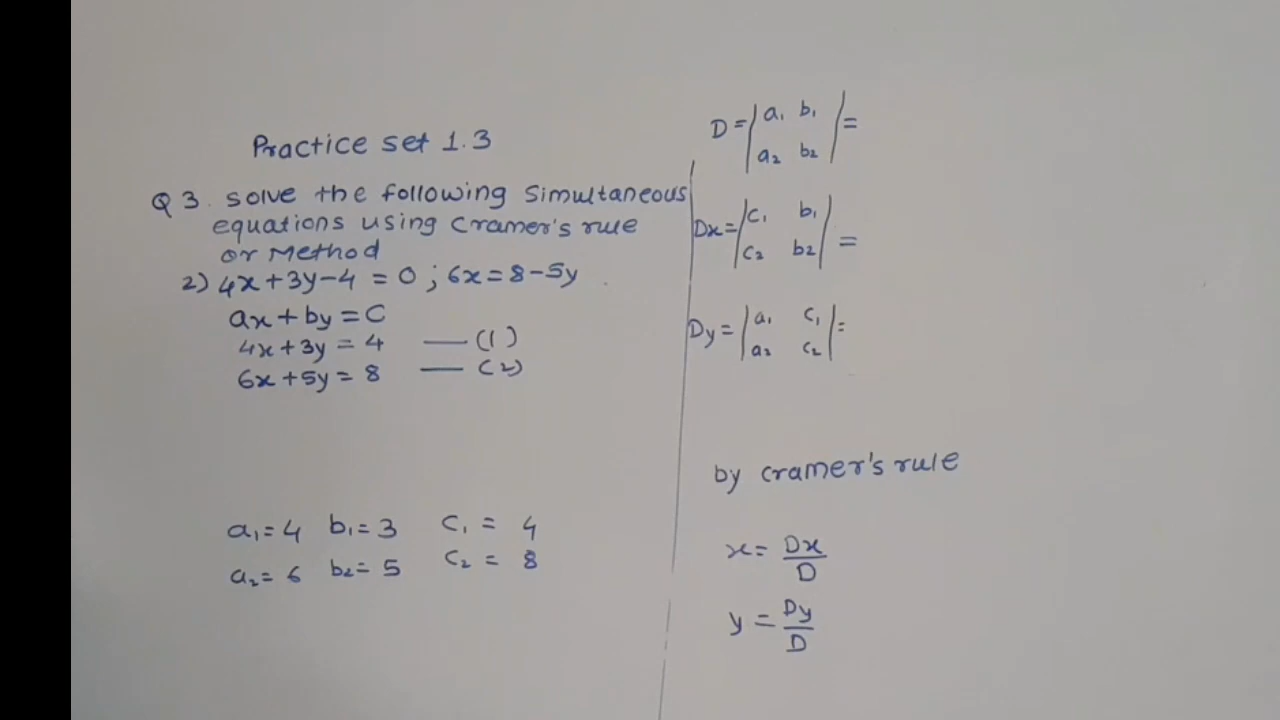 Practice set 1.3
Q 3. solve the following simultaneous
equations using cramer's rule
or Method
2) 4x+3y-4 = 0 ; 6x = 8-5y
ax + by = C
4x+3y = 4 —— (1)
6x+5y = 8 —— (2)
a₁= 4 b₁= 3 c₁ = 4
a₂= 6 b₂= 5 c₂ = 8
D = | a₁ b₁ | =
| a₂ b₂ |
Dx = | c₁ b₁ | =
| c₂ b₂ |
Dy = | a₁ c₁ | =
| a₂ c₂ |
by cramer's rule
x = Dx/D
y = Dy/D